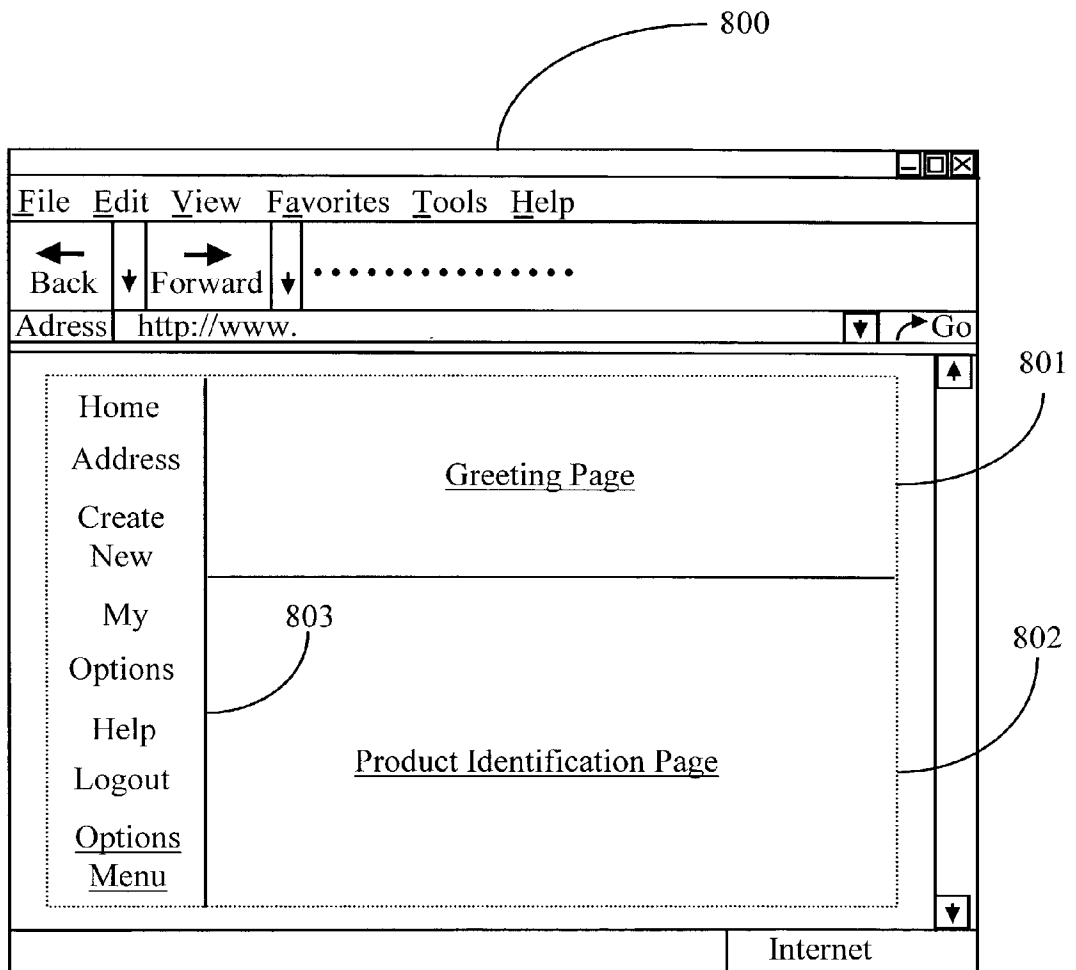 800
File Edit View Favorites Tools Help
Back Forward
Adress http://www. Go
801
Home
Address
Greeting Page
Create
New
My
803
802
Options
Help
Product Identification Page
Logout
Options
Menu
Internet